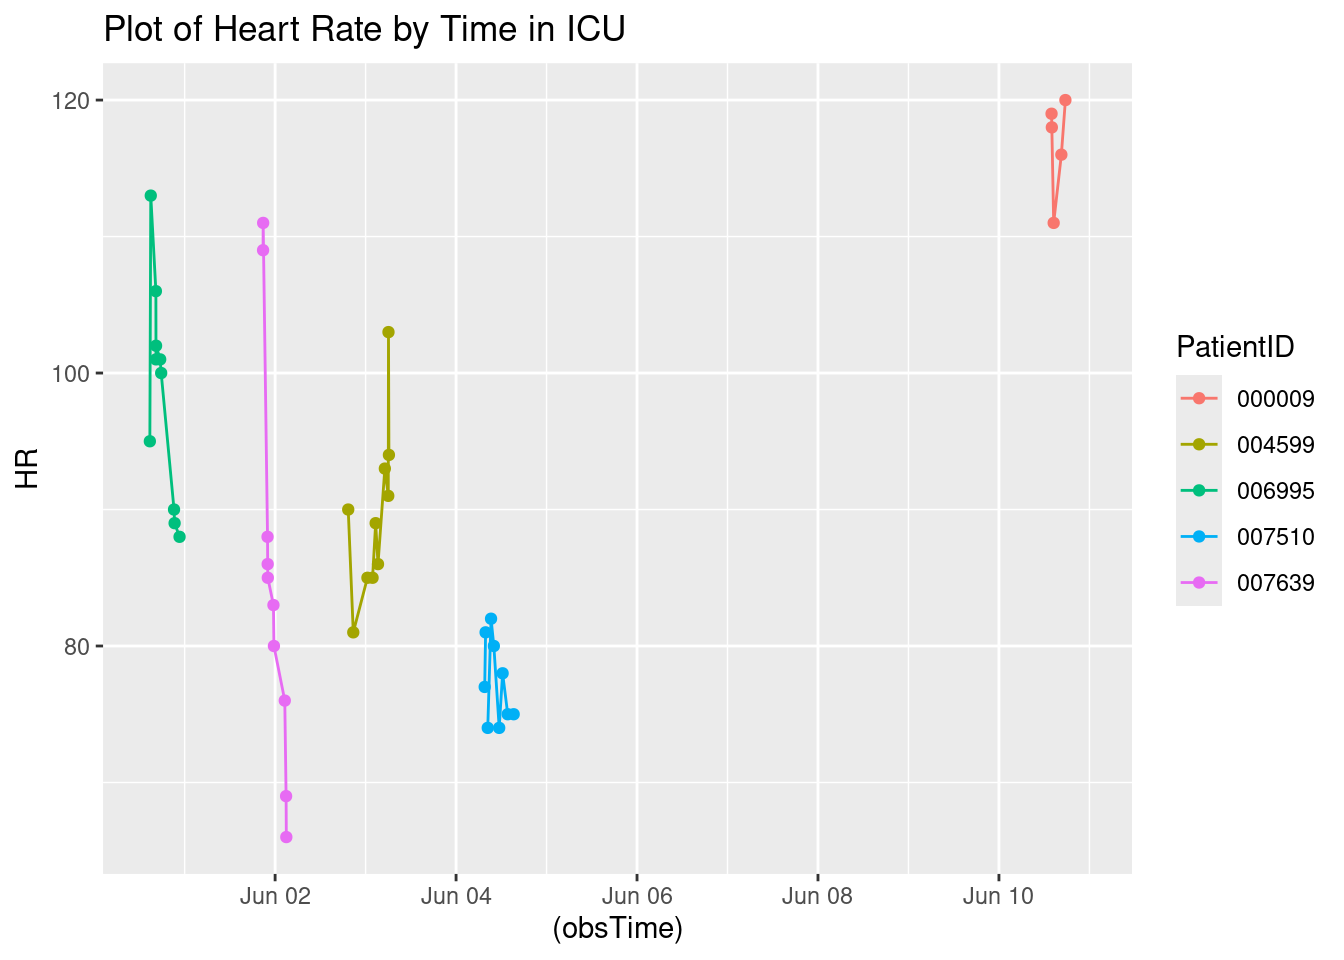 Plot of Heart Rate by Time in ICU
120
100
80
HR
Jun 02
Jun 04
Jun 06
Jun 08
Jun 10
(obsTime)
PatientID
000009
004599
006995
007510
007639